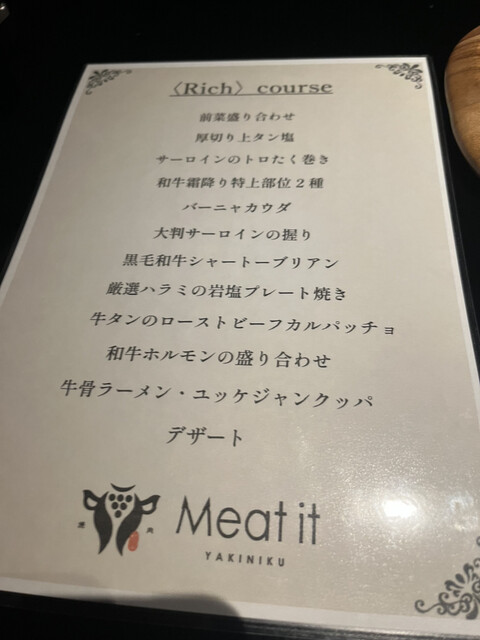 〈Rich〉 course
前菜盛り合わせ
厚切り上タン塩
サーロインのトロたく巻き
和牛霜降り特上部位2種
バーニャカウダ
大判サーロインの握り
黒毛和牛シャートーブリアン
厳選ハラミの岩塩プレート焼き
牛タンのローストビーフカルパッチョ
和牛ホルモンの盛り合わせ
牛骨ラーメン・ユッケジャンクッパ
デザート
Meat it
YAKINIKU